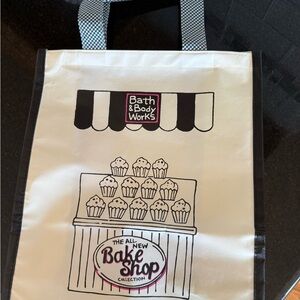 Bath
& Body
Works
THE ALL-
NEW
Bake
Shop
COLLECTION